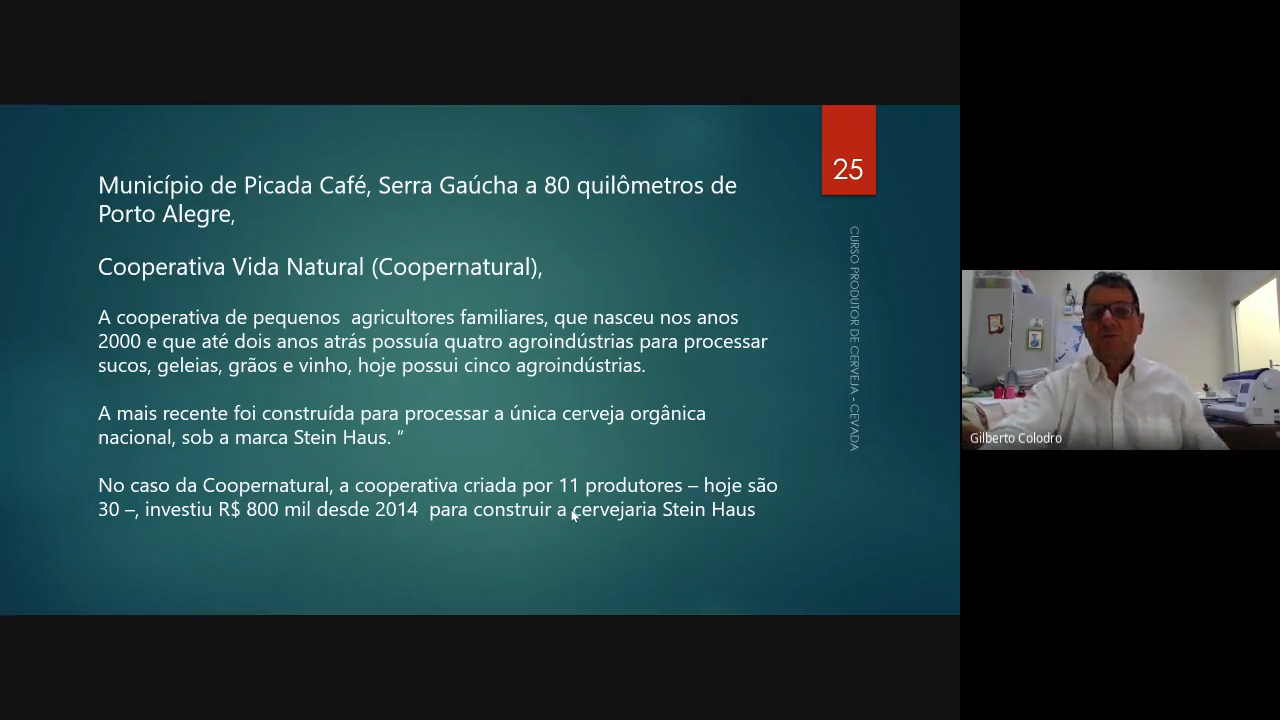 Município de Picada Café, Serra Gaúcha a 80 quilômetros de
Porto Alegre,
Cooperativa Vida Natural (Coopernatural),
A cooperativa de pequenos  agricultores familiares, que nasceu nos anos
2000 e que até dois anos atrás possuía quatro agroindústrias para processar
sucos, geleias, grãos e vinho, hoje possui cinco agroindústrias.
A mais recente foi construída para processar a única cerveja orgânica
nacional, sob a marca Stein Haus. “
No caso da Coopernatural, a cooperativa criada por 11 produtores – hoje são
30 –, investiu R$ 800 mil desde 2014  para construir a cervejaria Stein Haus
25
CURSO PRODUTOR DE CERVEJA - CEVADA
Gilberto Colodro